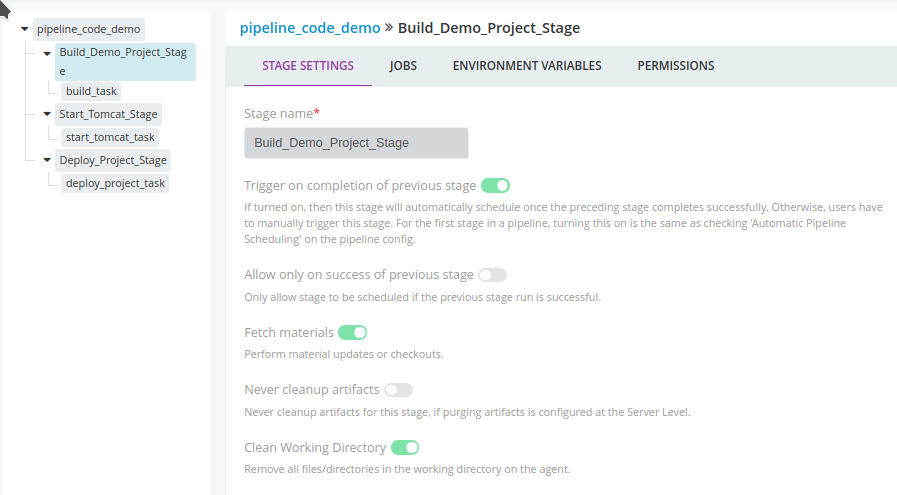 pipeline_code_demo
Build_Demo_Project_Stag
e
build_task
Start_Tomcat_Stage
start_tomcat_task
Deploy_Project_Stage
deploy_project_task
pipeline_code_demo » Build_Demo_Project_Stage
STAGE SETTINGS JOBS ENVIRONMENT VARIABLES PERMISSIONS
Stage name*
Build_Demo_Project_Stage
Trigger on completion of previous stage
If turned on, then this stage will automatically schedule once the preceding stage completes successfully. Otherwise, users have
to manually trigger this stage. For the first stage in a pipeline, turning this on is the same as checking 'Automatic Pipeline
Scheduling' on the pipeline config.
Allow only on success of previous stage
Only allow stage to be scheduled if the previous stage run is successful.
Fetch materials
Perform material updates or checkouts.
Never cleanup artifacts
Never cleanup artifacts for this stage, if purging artifacts is configured at the Server Level.
Clean Working Directory
Remove all files/directories in the working directory on the agent.